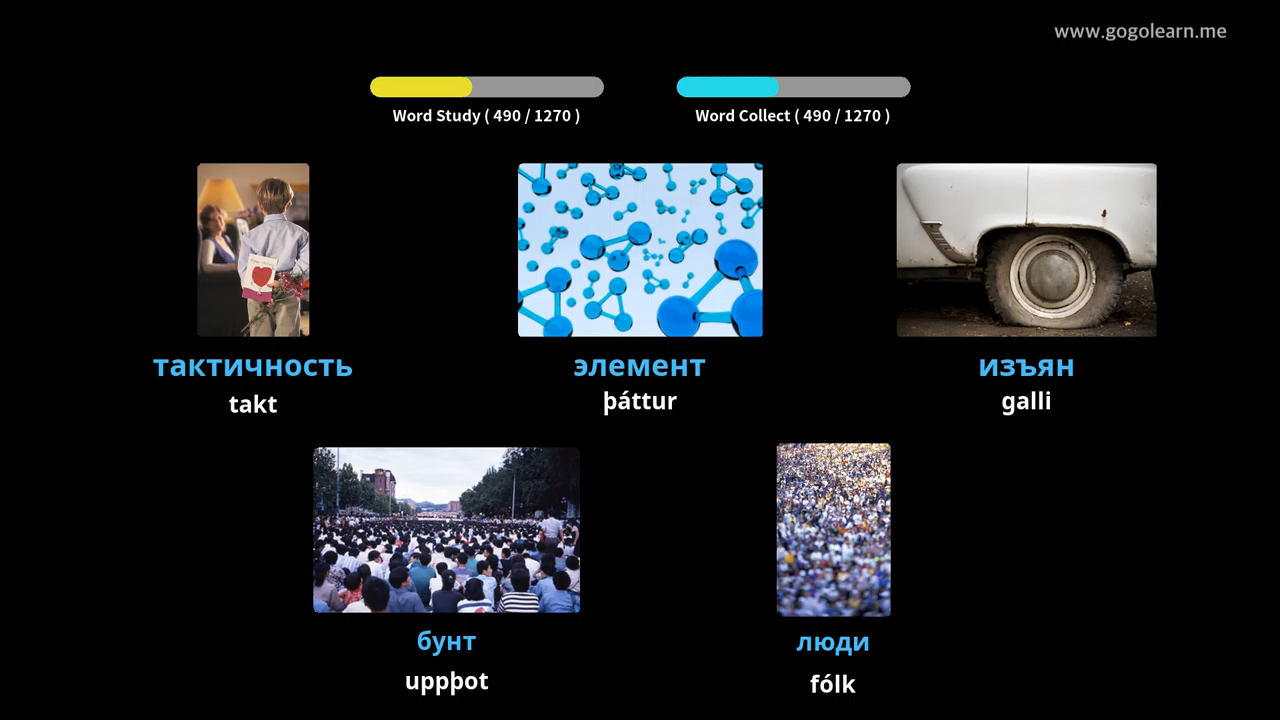 www.gogolearn.me
Word Study ( 490 / 1270 )
Word Collect ( 490 / 1270 )
тактичность
takt
элемент
þáttur
изъян
galli
бунт
uppþot
люди
fólk